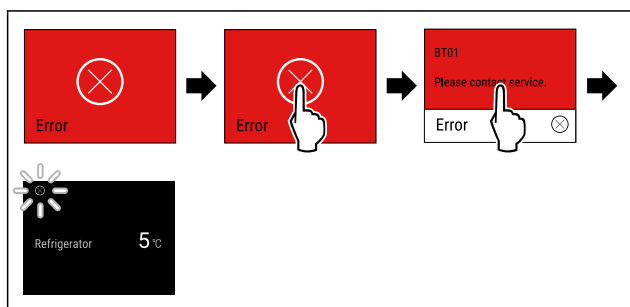 Error
Error
BT01
Please contact service.
Error
Refrigerator 5 °C